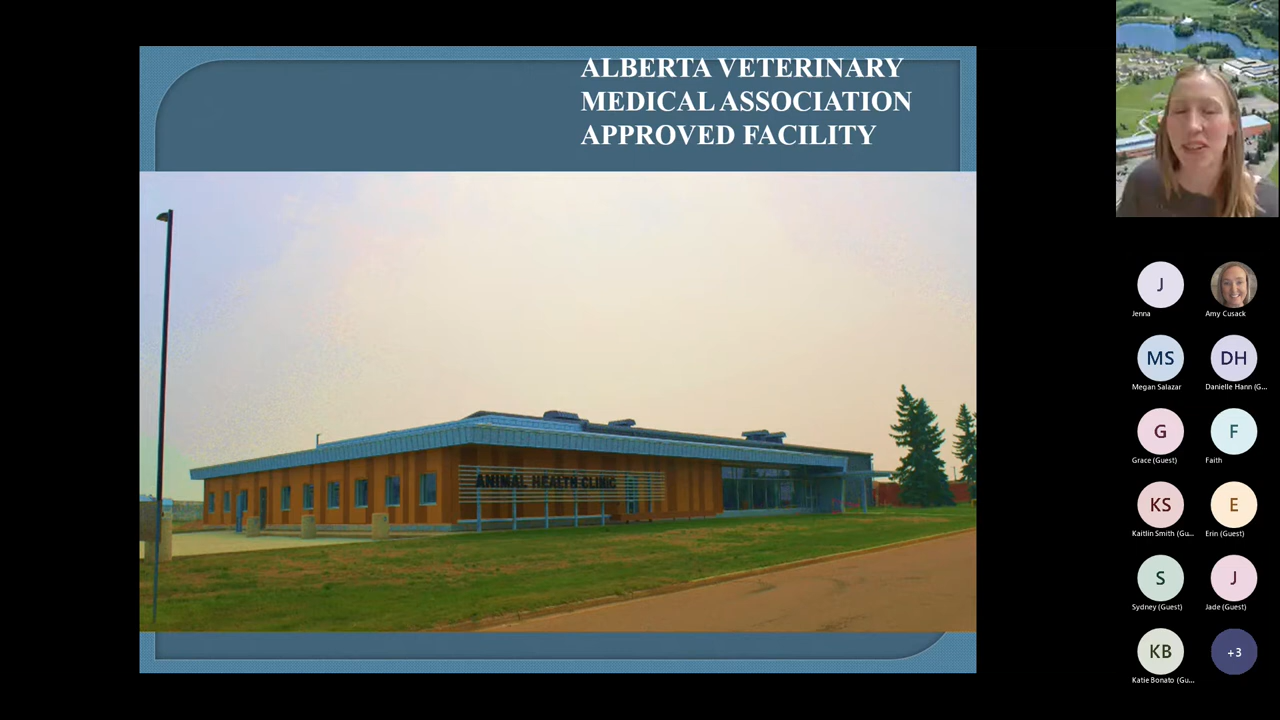 ALBERTA VETERINARY
MEDICAL ASSOCIATION
APPROVED FACILITY
ANIMAL HEALTH CLINIC
J
Jenna
Amy Cusack
MS
Megan Salazar
DH
Danielle Hann (G...
G
Grace (Guest)
F
Faith
KS
Kaitlin Smith (Gu...
E
Erin (Guest)
S
Sydney (Guest)
J
Jade (Guest)
KB
Katie Bonato (Gu...
+3